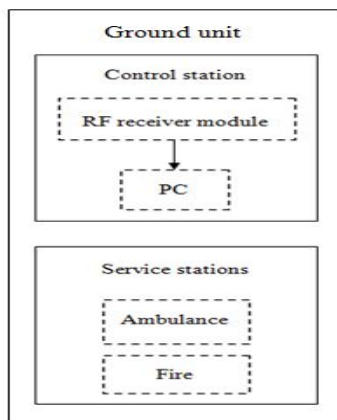 Ground unit
Control station
RF receiver module
PC
Service stations
Ambulance
Fire